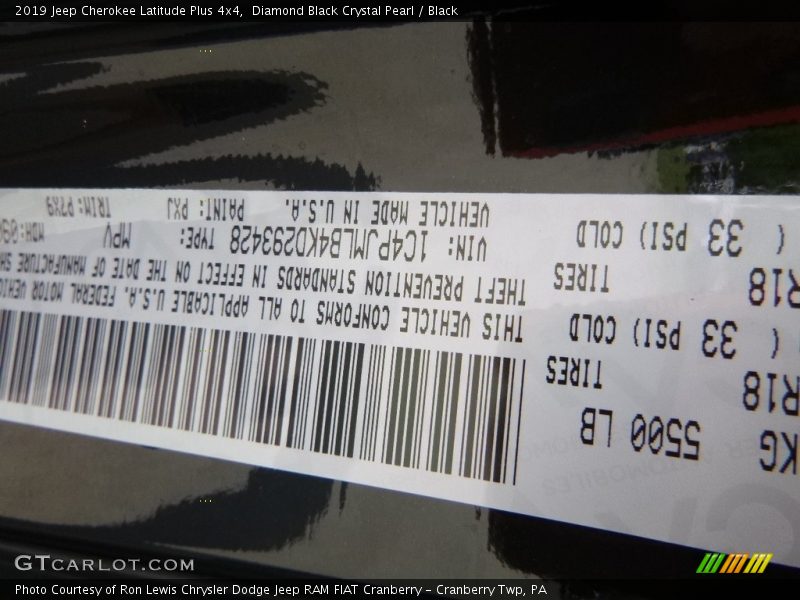 2019 Jeep Cherokee Latitude Plus 4x4, Diamond Black Crystal Pearl / Black
KG 5500 LB
R18 TIRES
( 33 PSI) COLD
R18 TIRES
( 33 PSI) COLD
THIS VEHICLE CONFORMS TO ALL APPLICABLE U.S.A. FEDERAL MOTOR
THEFT PREVENTION STANDARDS IN EFFECT ON THE DATE OF MANUFACTURE
VIN: 1C4PJMLB4KD293428 TYPE: MPV MDH:
VEHICLE MADE IN U.S.A. PAINT: PXJ TRIM: P7X9
GTCARLOT.COM
Photo Courtesy of Ron Lewis Chrysler Dodge Jeep RAM FIAT Cranberry - Cranberry Twp, PA